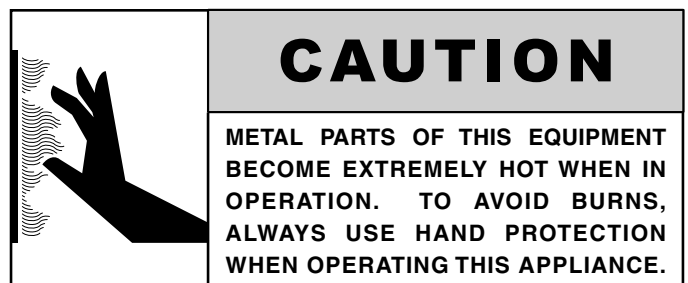 CAUTION
METAL PARTS OF THIS EQUIPMENT
BECOME EXTREMELY HOT WHEN IN
OPERATION. TO AVOID BURNS,
ALWAYS USE HAND PROTECTION
WHEN OPERATING THIS APPLIANCE.